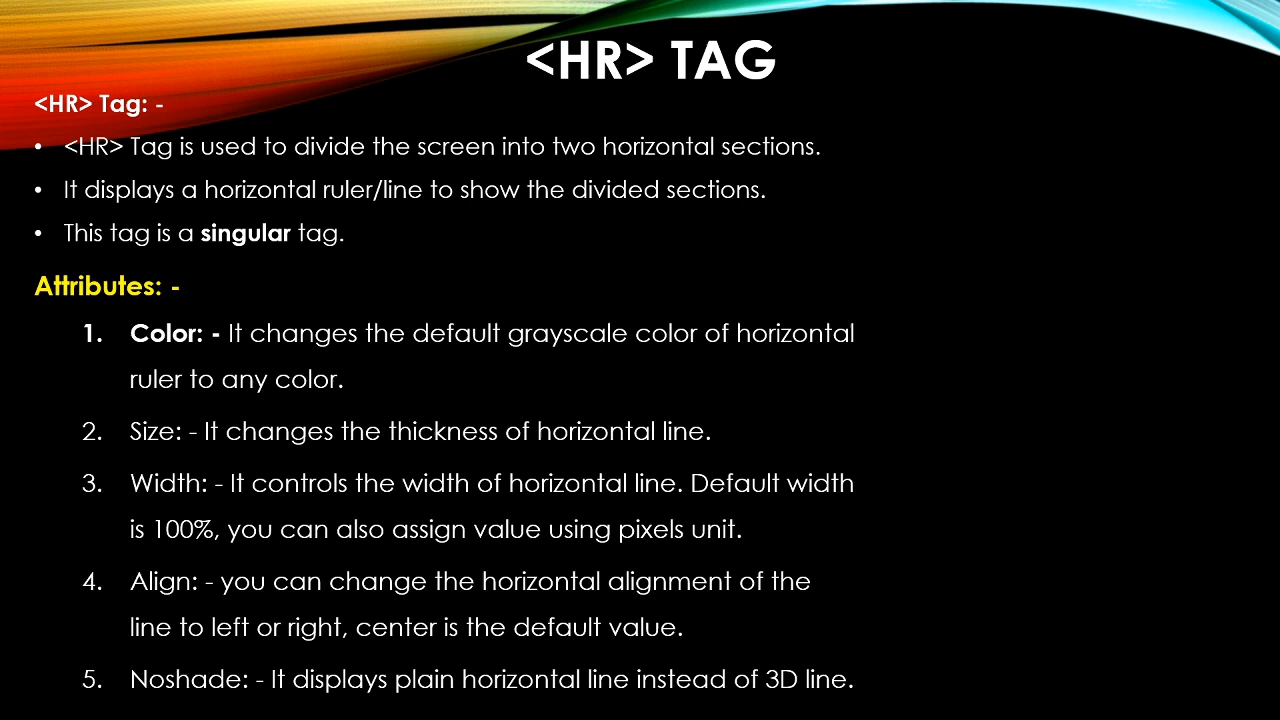 <HR> TAG
<HR> Tag: -
• <HR> Tag is used to divide the screen into two horizontal sections.
• It displays a horizontal ruler/line to show the divided sections.
• This tag is a singular tag.
Attributes: -
1. Color: - It changes the default grayscale color of horizontal
ruler to any color.
2. Size: - It changes the thickness of horizontal line.
3. Width: - It controls the width of horizontal line. Default width
is 100%, you can also assign value using pixels unit.
4. Align: - you can change the horizontal alignment of the
line to left or right, center is the default value.
5. Noshade: - It displays plain horizontal line instead of 3D line.